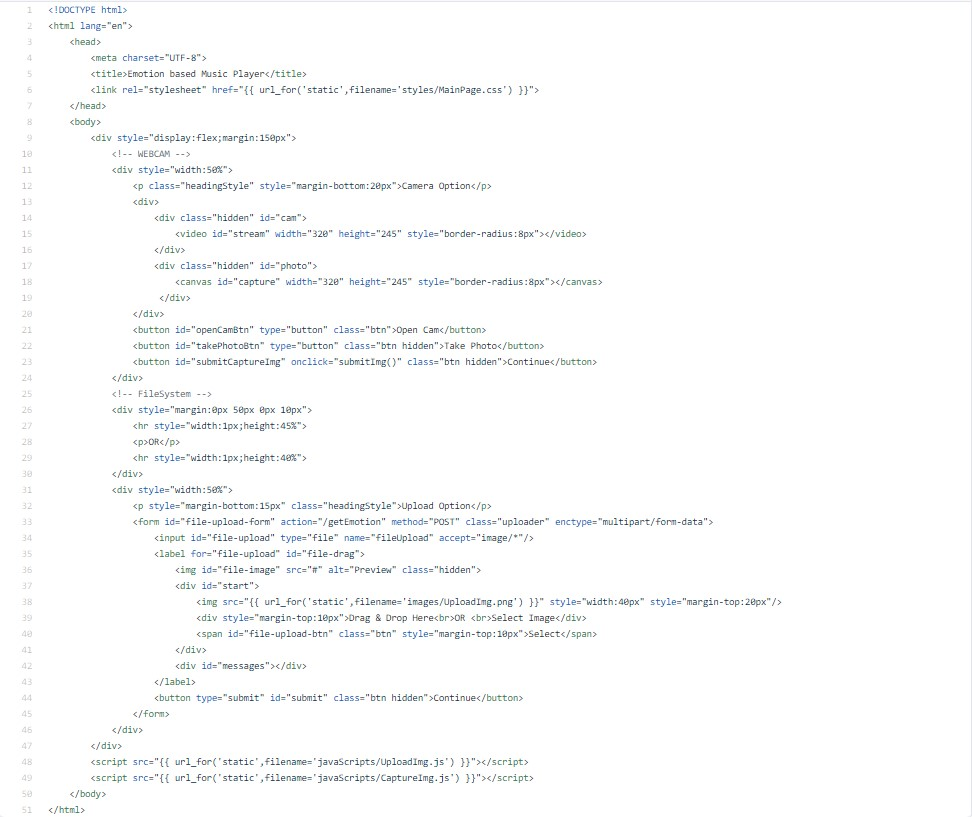 1 <!DOCTYPE html>
2 <html lang="en">
3 <head>
4 <meta charset="UTF-8">
5 <title>Emotion based Music Player</title>
6 <link rel="stylesheet" href="{{ url_for('static',filename='styles/MainPage.css') }}">
7 </head>
8 <body>
9 <div style="display:flex;margin:150px">
10 <!-- WEBCAM -->
11 <div style="width:50%">
12 <p class="headingStyle" style="margin-bottom:20px">Camera Option</p>
13 <div>
14 <div class="hidden" id="cam">
15 <video id="stream" width="320" height="245" style="border-radius:8px"></video>
16 </div>
17 <div class="hidden" id="photo">
18 <canvas id="capture" width="320" height="245" style="border-radius:8px"></canvas>
19 </div>
20 </div>
21 <button id="openCamBtn" type="button" class="btn">Open Cam</button>
22 <button id="takePhotoBtn" type="button" class="btn hidden">Take Photo</button>
23 <button id="submitCaptureImg" onclick="submitImg()" class="btn hidden">Continue</button>
24 </div>
25 <!-- FileSystem -->
26 <div style="margin:0px 50px 0px 10px">
27 <hr style="width:1px;height:45%">
28 <p>OR</p>
29 <hr style="width:1px;height:40%">
30 </div>
31 <div style="width:50%">
32 <p style="margin-bottom:15px" class="headingStyle">Upload Option</p>
33 <form id="file-upload-form" action="/getEmotion" method="POST" class="uploader" enctype="multipart/form-data">
34 <input id="file-upload" type="file" name="fileUpload" accept="image/*"/>
35 <label for="file-upload" id="file-drag">
36 <img id="file-image" src="#" alt="Preview" class="hidden">
37 <div id="start">
38 <img src="{{ url_for('static',filename='images/UploadImg.png') }}" style="width:40px" style="margin-top:20px"/>
39 <div style="margin-top:10px">Drag & Drop Here<br>OR <br>Select Image</div>
40 <span id="file-upload-btn" class="btn" style="margin-top:10px">Select</span>
41 </div>
42 <div id="messages"></div>
43 </label>
44 <button type="submit" id="submit" class="btn hidden">Continue</button>
45 </form>
46 </div>
47 </div>
48 <script src="{{ url_for('static',filename='javaScripts/UploadImg.js') }}"></script>
49 <script src="{{ url_for('static',filename='javaScripts/CaptureImg.js') }}"></script>
50 </body>
51 </html>